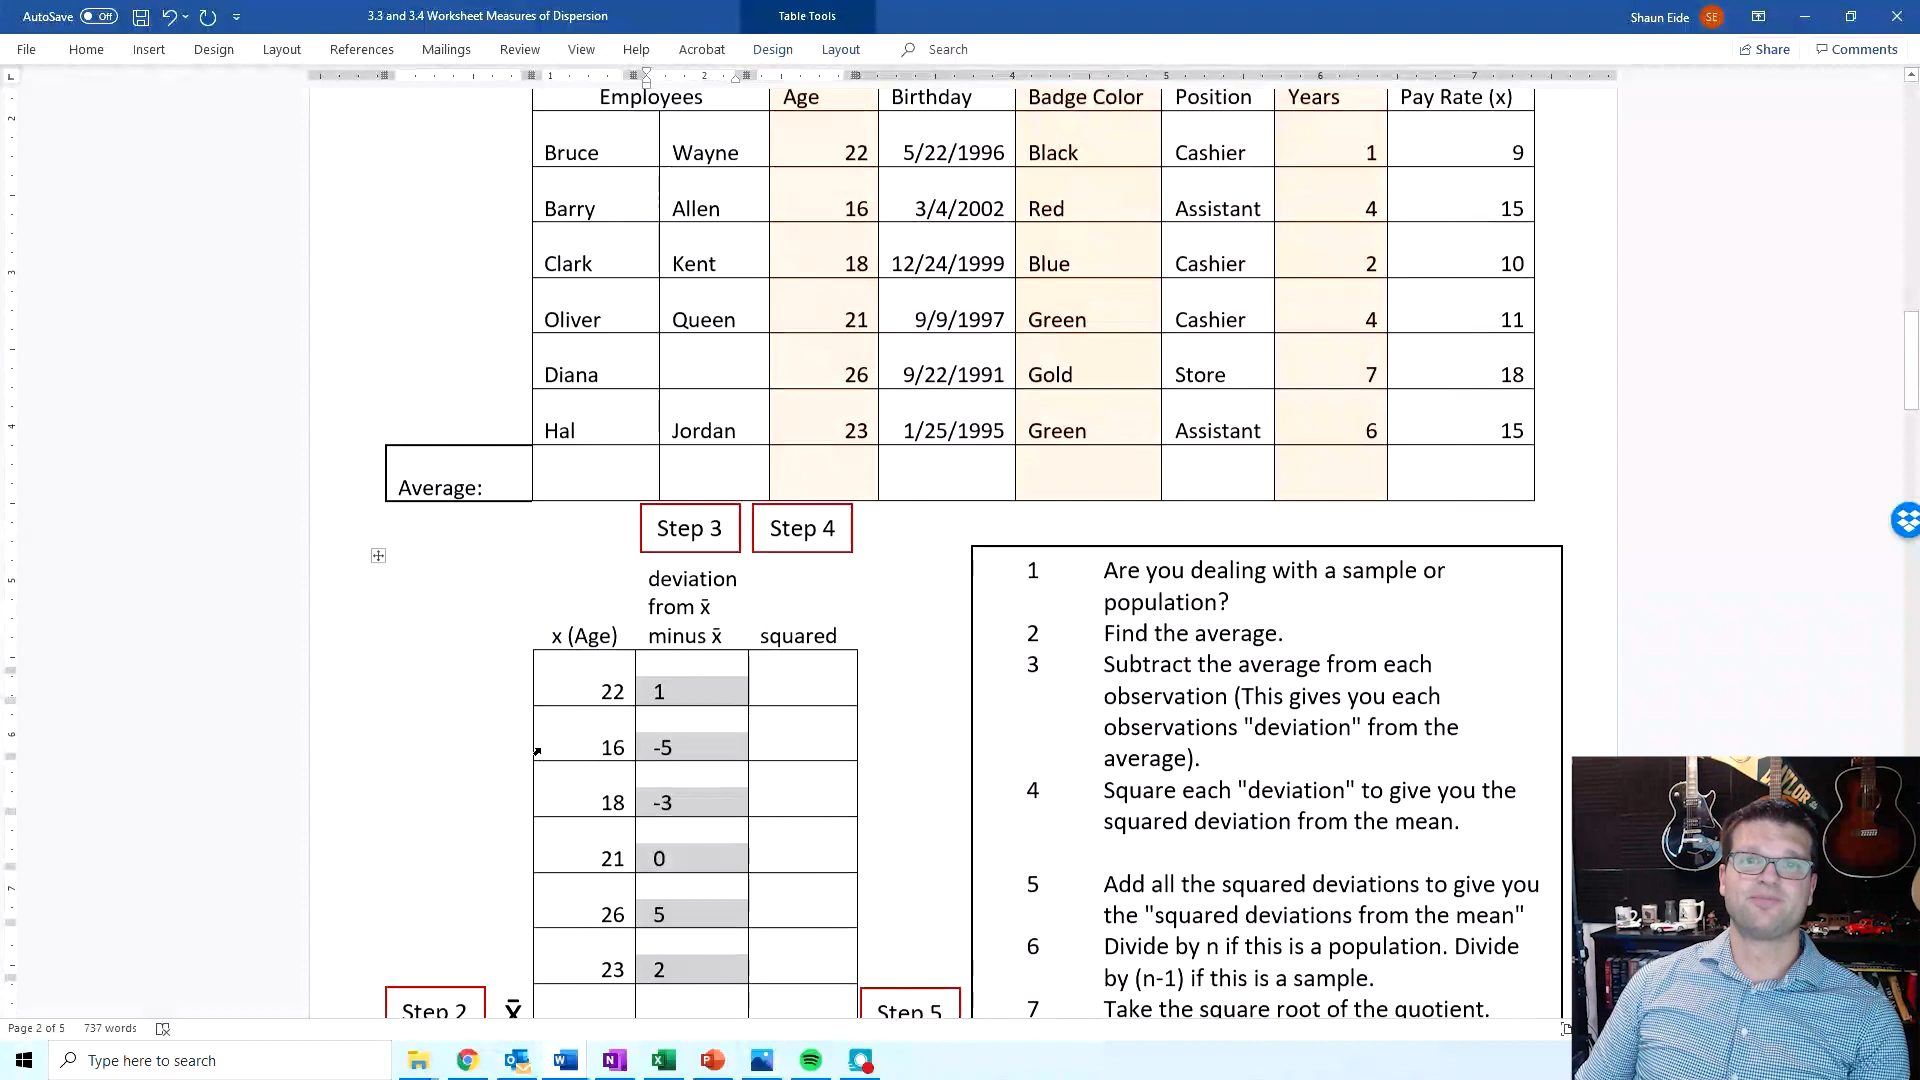 AutoSave Off 3.3 and 3.4 Worksheet Measures of Dispersion Table Tools Shaun Eide SE
File Home Insert Design Layout References Mailings Review View Help Acrobat Design Layout Search Share Comments
1 2 4 5 6 7
Employees Age Birthday Badge Color Position Years Pay Rate (x)
Bruce Wayne 22 5/22/1996 Black Cashier 1 9
Barry Allen 16 3/4/2002 Red Assistant 4 15
Clark Kent 18 12/24/1999 Blue Cashier 2 10
Oliver Queen 21 9/9/1997 Green Cashier 4 11
Diana 26 9/22/1991 Gold Store 7 18
Hal Jordan 23 1/25/1995 Green Assistant 6 15
Average:
Step 3 Step 4
deviation
from x̄
x (Age) minus x̄ squared
22 1
16 -5
18 -3
21 0
26 5
23 2
Step 2 x̄ Step 5
1 Are you dealing with a sample or
population?
2 Find the average.
3 Subtract the average from each
observation (This gives you each
observations "deviation" from the
average).
4 Square each "deviation" to give you the
squared deviation from the mean.
5 Add all the squared deviations to give you
the "squared deviations from the mean"
6 Divide by n if this is a population. Divide
by (n-1) if this is a sample.
7 Take the square root of the quotient.
Page 2 of 5 737 words
Type here to search